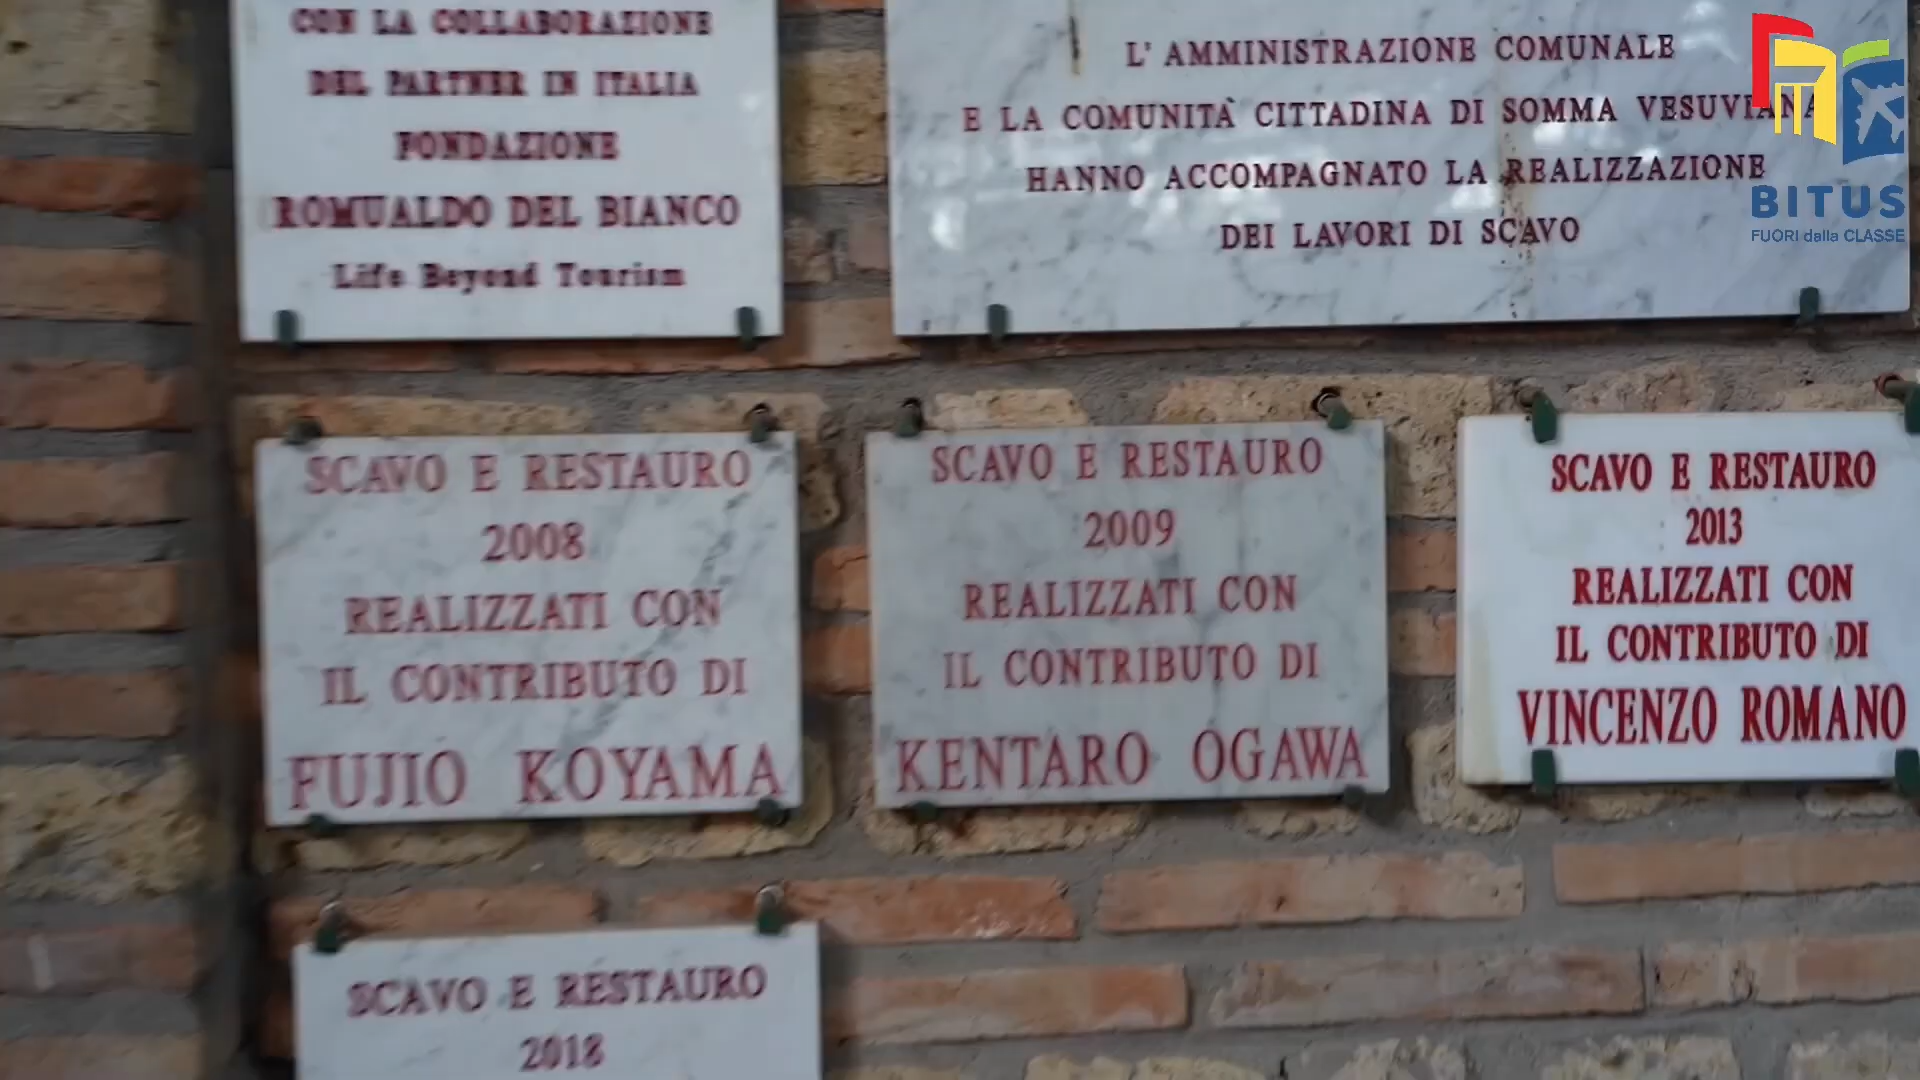 CON LA COLLABORAZIONE
DEL PARTNER IN ITALIA
FONDAZIONE
ROMUALDO DEL BIANCO
Life Beyond Tourism
L' AMMINISTRAZIONE COMUNALE
E LA COMUNITÀ CITTADINA DI SOMMA VESUVIANA
HANNO ACCOMPAGNATO LA REALIZZAZIONE
DEI LAVORI DI SCAVO
BITUS
FUORI dalla CLASSE
SCAVO E RESTAURO
2008
REALIZZATI CON
IL CONTRIBUTO DI
FUJIO KOYAMA
SCAVO E RESTAURO
2009
REALIZZATI CON
IL CONTRIBUTO DI
KENTARO OGAWA
SCAVO E RESTAURO
2013
REALIZZATI CON
IL CONTRIBUTO DI
VINCENZO ROMANO
SCAVO E RESTAURO
2018